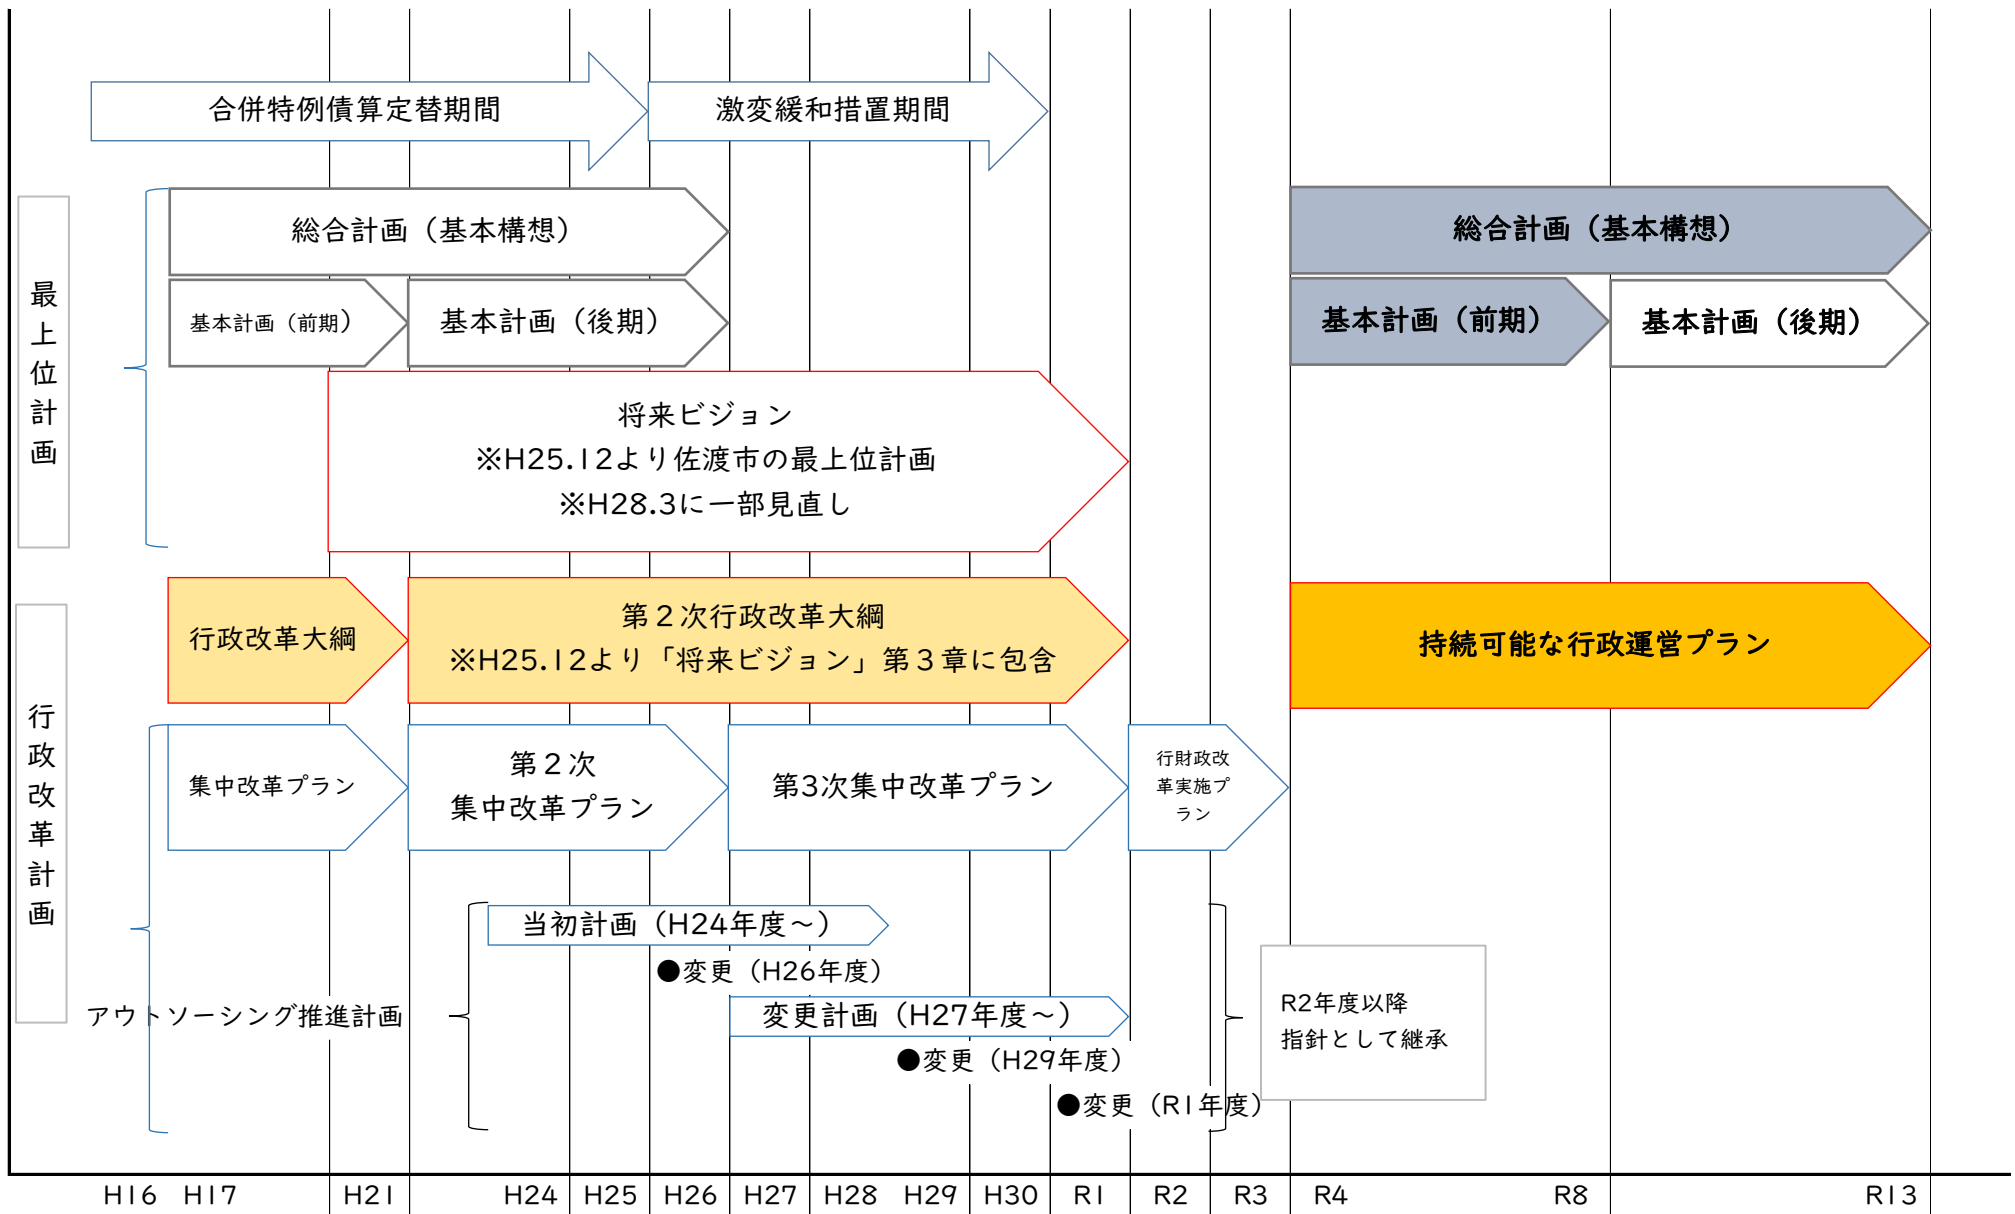 合併特例債算定替期間
激変緩和措置期間
最上位計画
総合計画（基本構想）
基本計画（前期）
基本計画（後期）
総合計画（基本構想）
基本計画（前期）
基本計画（後期）
将来ビジョン
※H25.12より佐渡市の最上位計画
※H28.3に一部見直し
行政改革計画
行政改革大綱
第２次行政改革大綱
※H25.12より「将来ビジョン」第３章に包含
持続可能な行政運営プラン
集中改革プラン
第２次
集中改革プラン
第3次集中改革プラン
行財政改
革実施プ
ラン
アウトソーシング推進計画
当初計画（H24年度～）
●変更（H26年度）
変更計画（H27年度～）
●変更（H29年度）
●変更（R1年度）
R2年度以降
指針として継承
H16 H17 H21 H24 H25 H26 H27 H28 H29 H30 R1 R2 R3 R4 R8 R13